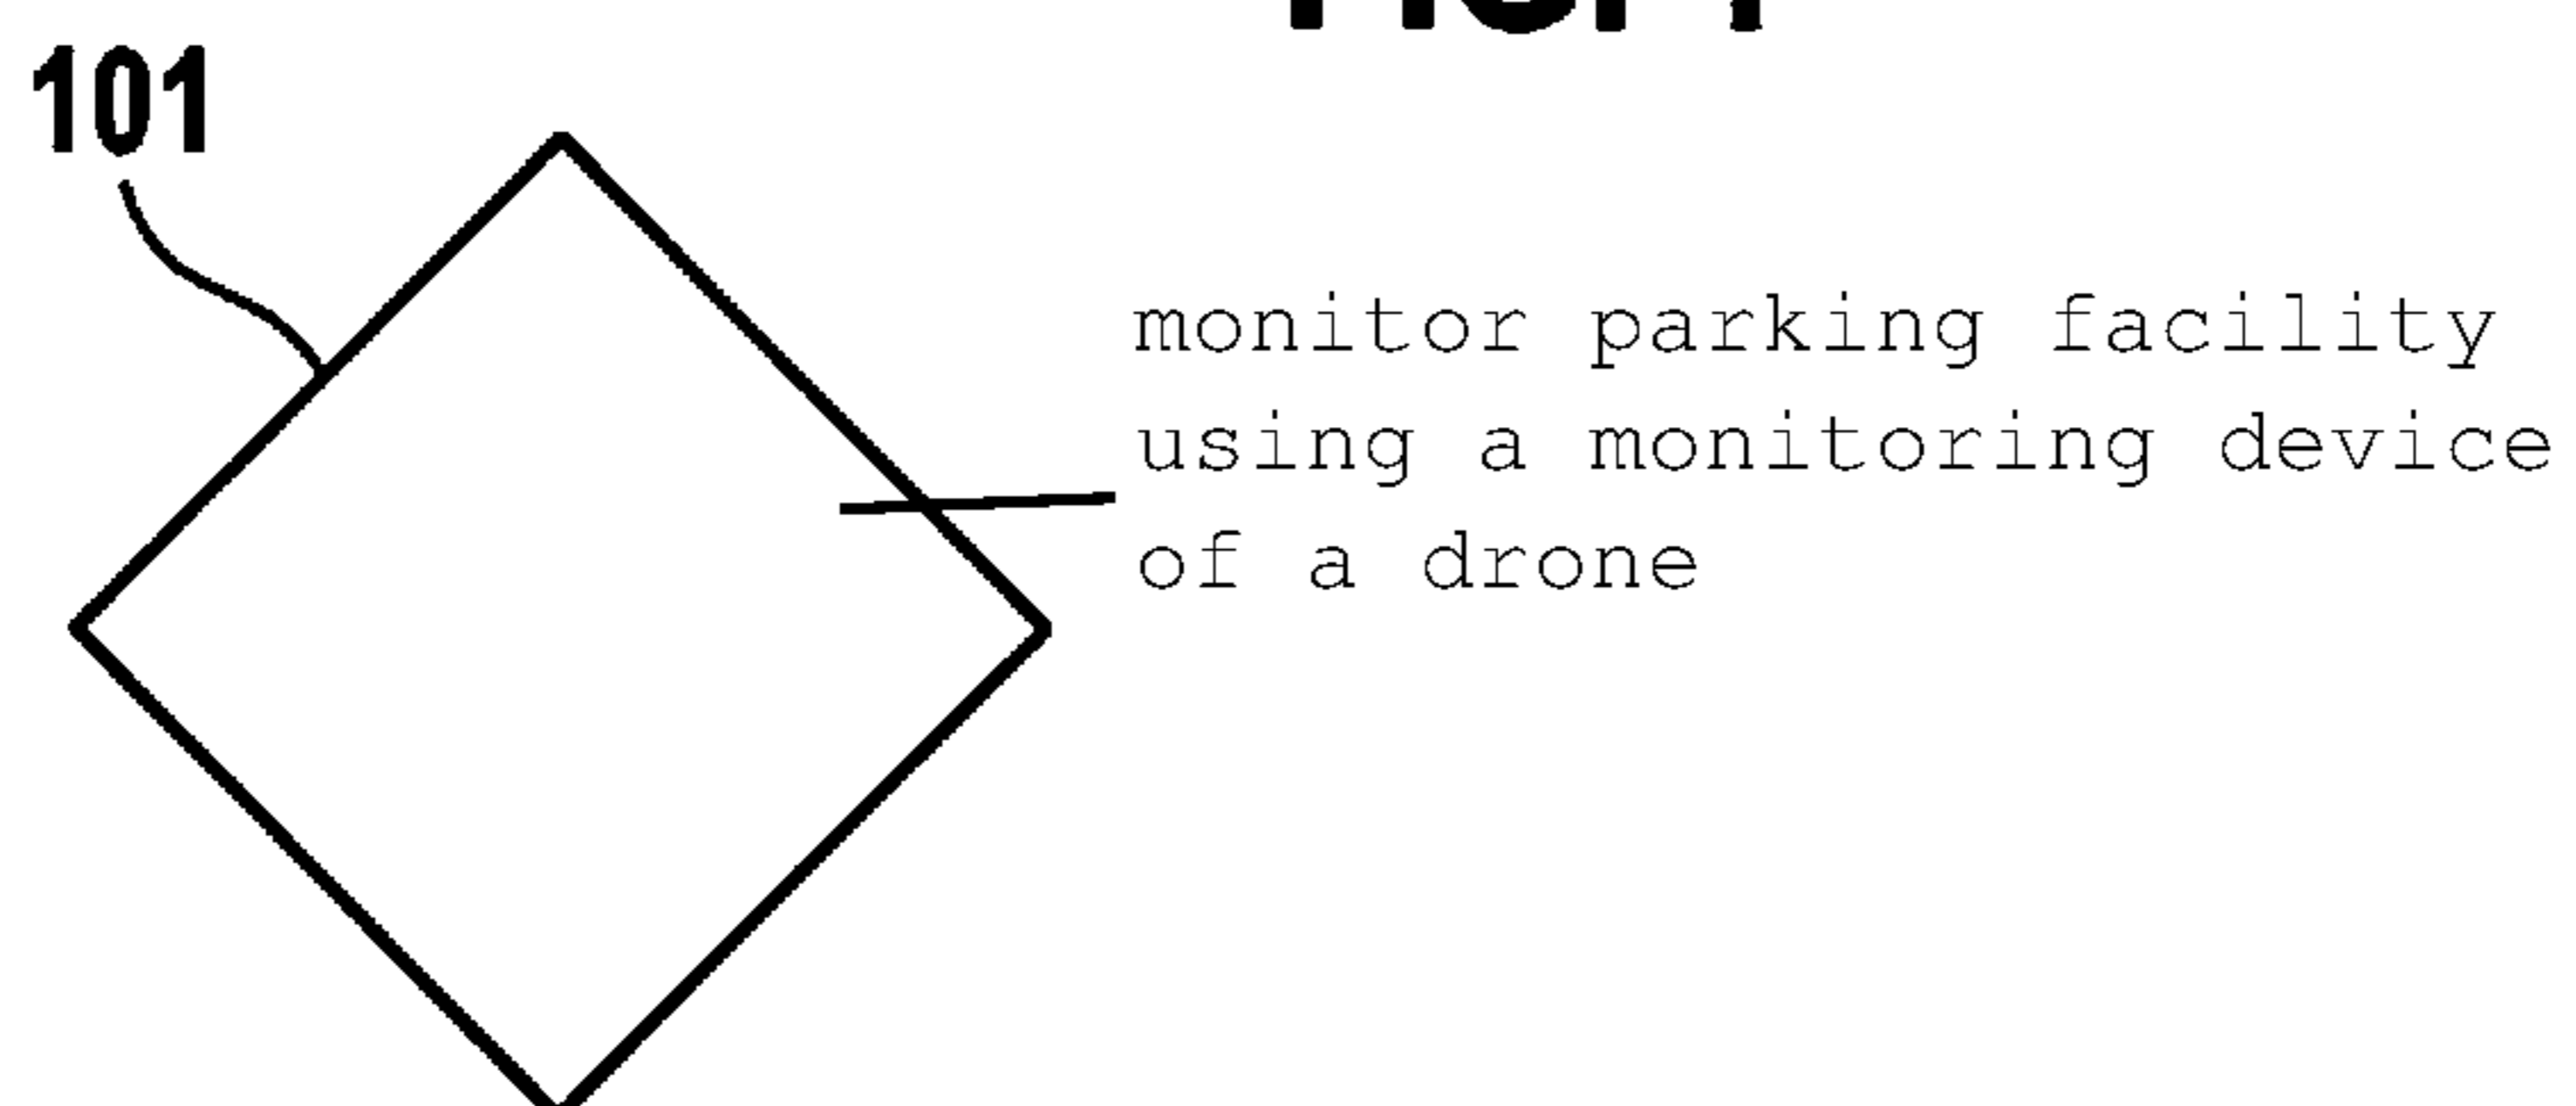 101
monitor parking facility
using a monitoring device
of a drone